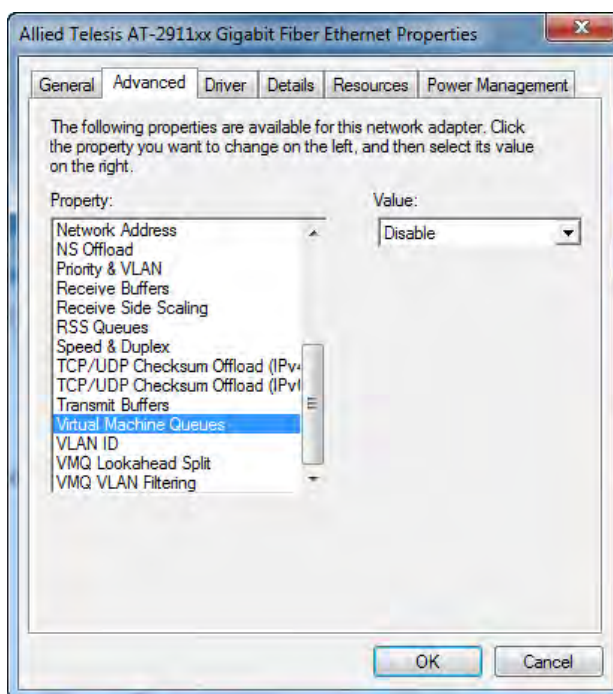 Allied Telesis AT-2911xx Gigabit Fiber Ethernet Properties
General Advanced Driver Details Resources Power Management
The following properties are available for this network adapter. Click
the property you want to change on the left, and then select its value
on the right.
Property:
Value:
Network Address
NS Offload
Priority & VLAN
Receive Buffers
Receive Side Scaling
RSS Queues
Speed & Duplex
TCP/UDP Checksum Offload (IPv4
TCP/UDP Checksum Offload (IPv6
Transmit Buffers
Virtual Machine Queues
VLAN ID
VMQ Lookahead Split
VMQ VLAN Filtering
Disable
OK
Cancel